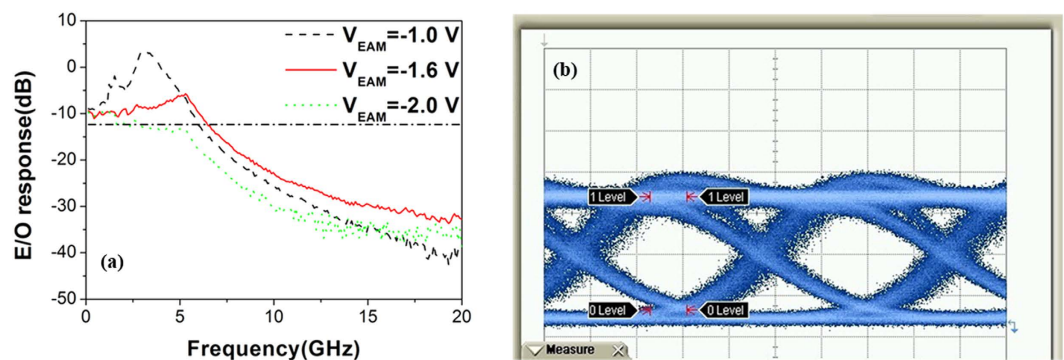 10
0
-10
-20
-30
-40
-50
E/O response(dB)
V_EAM=-1.0 V
V_EAM=-1.6 V
V_EAM=-2.0 V
(a)
0 5 10 15 20
Frequency(GHz)
(b)
1 Level 1 Level
0 Level 0 Level
Measure